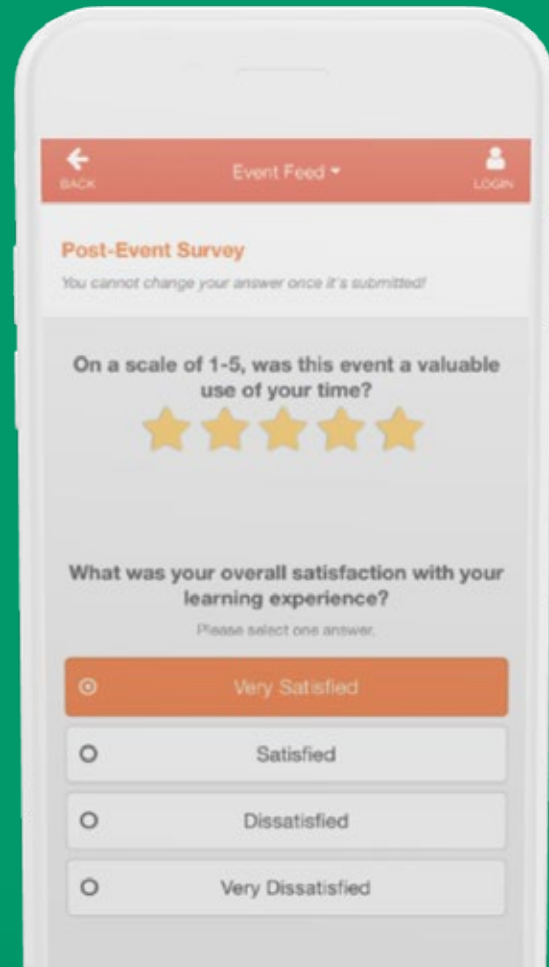 BACK
Event Feed
LOGIN
Post-Event Survey
You cannot change your answer once it's submitted!
On a scale of 1-5, was this event a valuable
use of your time?
What was your overall satisfaction with your
learning experience?
Please select one answer.
Very Satisfied
Satisfied
Dissatisfied
Very Dissatisfied